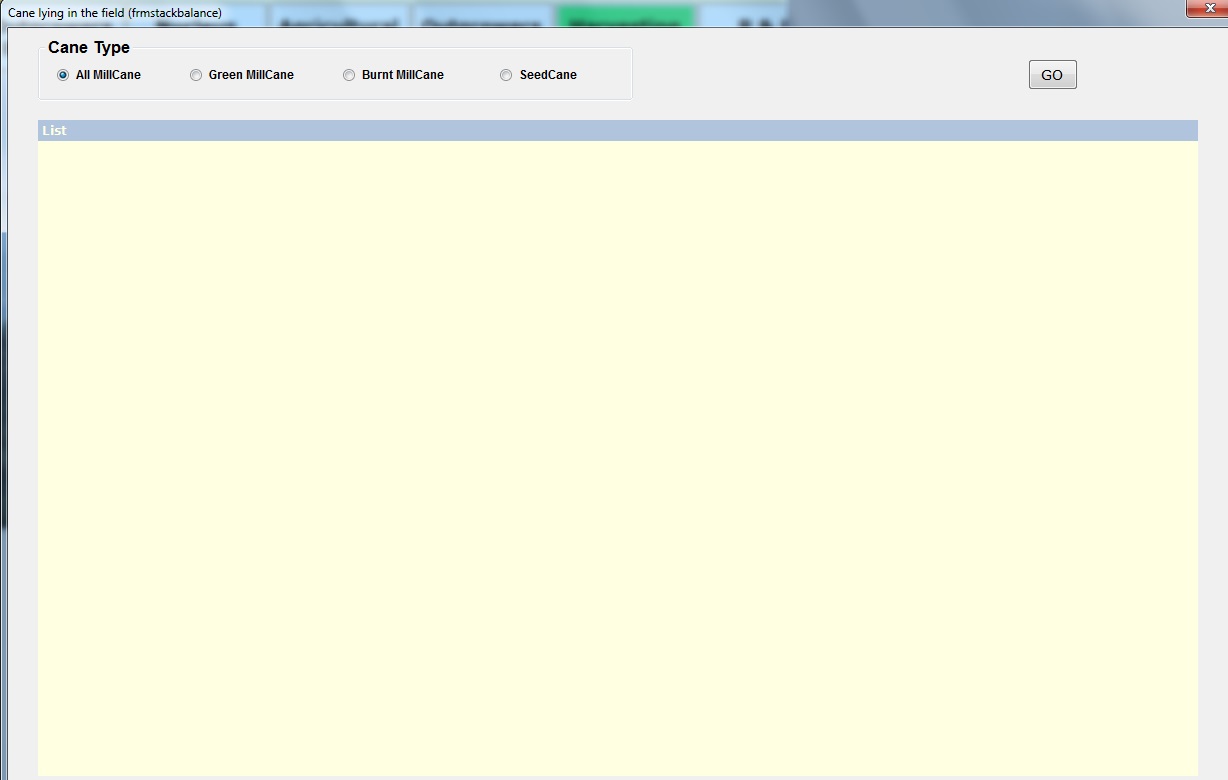 Cane lying in the field (frmstackbalance)
Cane Type
All MillCane
Green MillCane
Burnt MillCane
SeedCane
GO
List